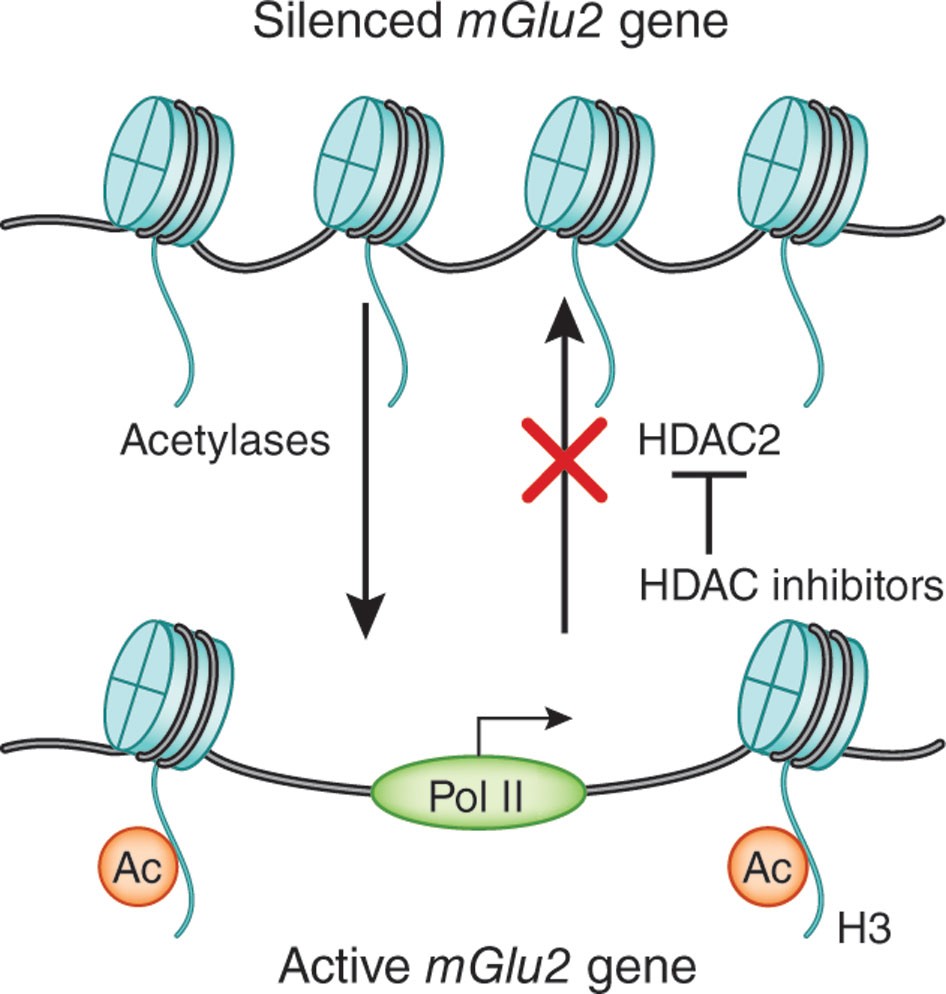 Silenced mGlu2 gene
Acetylases
HDAC2
HDAC inhibitors
Pol II
Ac
Ac
H3
Active mGlu2 gene